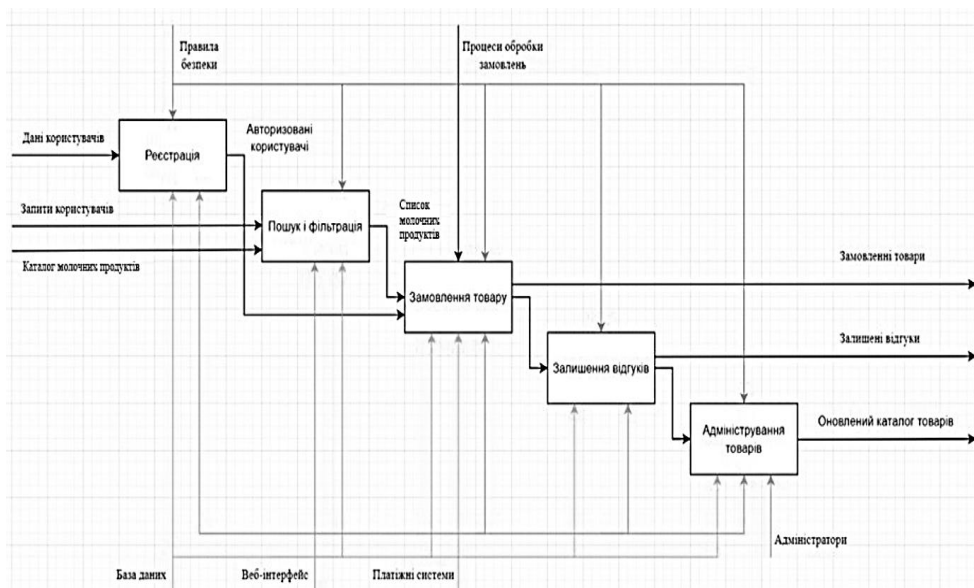 Правила
безпеки
Процеси обробки
замовлень
Дані користувачів
Реєстрація
Авторизовані
користувачі
Запити користувачів
Пошук і фільтрація
Список
молочних
продуктів
Каталог молочних продуктів
Замовлення товару
Замовленні товари
Залишення відгуків
Залишені відгуки
Адміністрування
товарів
Оновлений каталог товарів
Адміністратори
База даних
Веб-інтерфейс
Платіжні системи